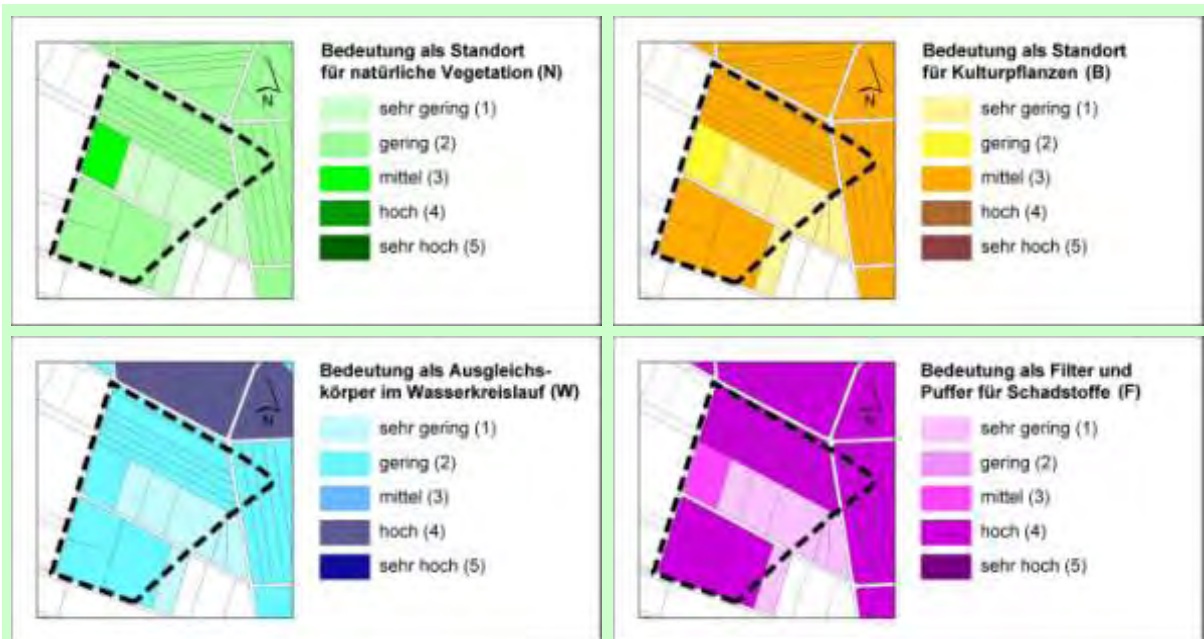 Bedeutung als Standort
für natürliche Vegetation (N)
sehr gering (1)
gering (2)
mittel (3)
hoch (4)
sehr hoch (5)
N
Bedeutung als Standort
für Kulturpflanzen (B)
sehr gering (1)
gering (2)
mittel (3)
hoch (4)
sehr hoch (5)
N
Bedeutung als Ausgleichs-
körper im Wasserkreislauf (W)
sehr gering (1)
gering (2)
mittel (3)
hoch (4)
sehr hoch (5)
N
Bedeutung als Filter und
Puffer für Schadstoffe (F)
sehr gering (1)
gering (2)
mittel (3)
hoch (4)
sehr hoch (5)
N